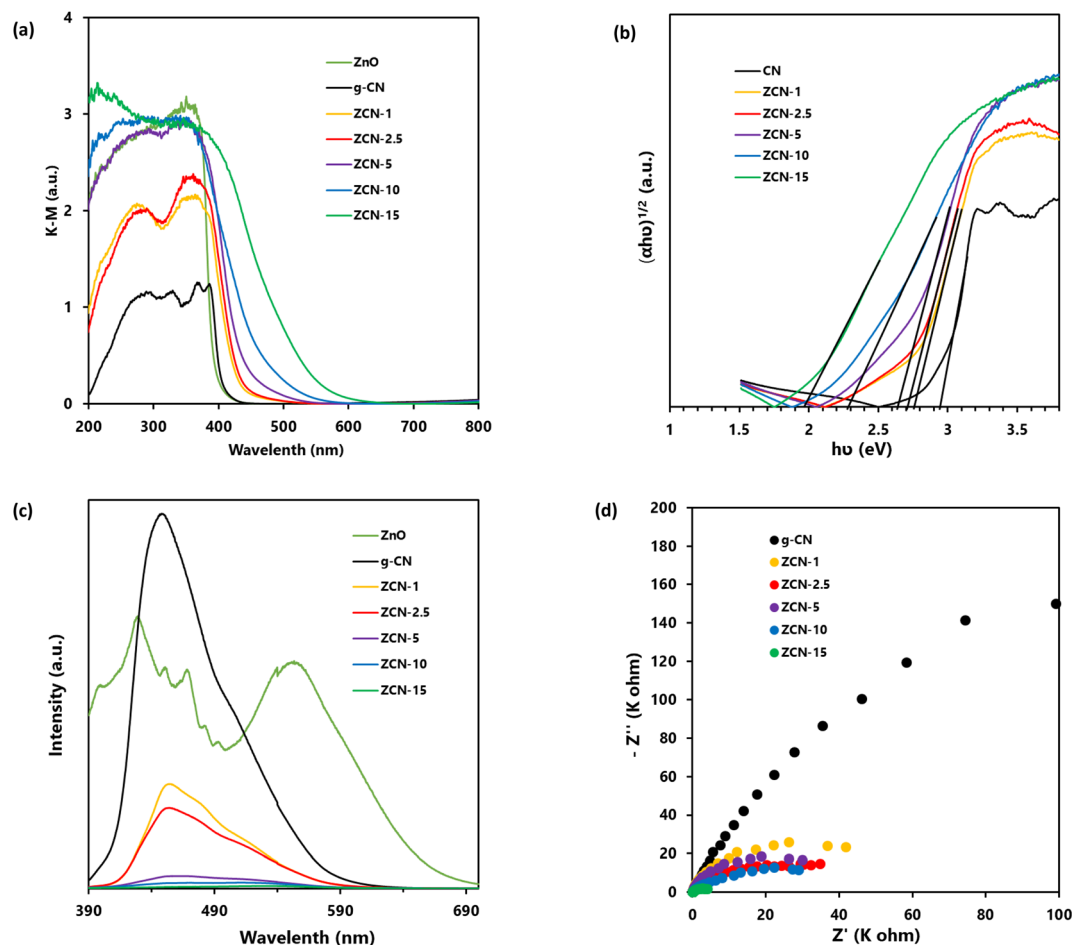 (a)
4
3
2
1
0
K-M (a.u.)
ZnO
g-CN
ZCN-1
ZCN-2.5
ZCN-5
ZCN-10
ZCN-15
200 300 400 500 600 700 800
Wavelenth (nm)
(b)
(αhυ)1/2 (a.u.)
CN
ZCN-1
ZCN-2.5
ZCN-5
ZCN-10
ZCN-15
1 1.5 2 2.5 3 3.5
hυ (eV)
(c)
Intensity (a.u.)
ZnO
g-CN
ZCN-1
ZCN-2.5
ZCN-5
ZCN-10
ZCN-15
390 490 590 690
Wavelenth (nm)
(d)
200
180
160
140
120
100
80
60
40
20
0
- Z'' (K ohm)
g-CN
ZCN-1
ZCN-2.5
ZCN-5
ZCN-10
ZCN-15
0 20 40 60 80 100
Z' (K ohm)